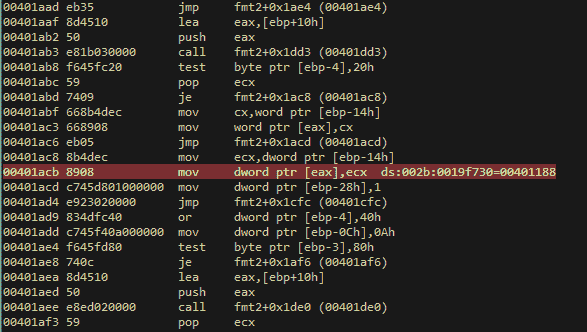 00401aad eb35 jmp fmt2+0x1ae4 (00401ae4)
00401aaf 8d4510 lea eax,[ebp+10h]
00401ab2 50 push eax
00401ab3 e81b030000 call fmt2+0x1dd3 (00401dd3)
00401ab8 f645fc20 test byte ptr [ebp-4],20h
00401abc 59 pop ecx
00401abd 7409 je fmt2+0x1ac8 (00401ac8)
00401abf 668b4dec mov cx,word ptr [ebp-14h]
00401ac3 668908 mov word ptr [eax],cx
00401ac6 eb05 jmp fmt2+0x1acd (00401acd)
00401ac8 8b4dec mov ecx,dword ptr [ebp-14h]
00401acb 8908 mov dword ptr [eax],ecx ds:002b:0019f730=00401188
00401acd c745d801000000 mov dword ptr [ebp-28h],1
00401ad4 e923020000 jmp fmt2+0x1cfc (00401cfc)
00401ad9 834dfc40 or dword ptr [ebp-4],40h
00401add c745f40a000000 mov dword ptr [ebp-0Ch],0Ah
00401ae4 f645fd80 test byte ptr [ebp-3],80h
00401ae8 740c je fmt2+0x1af6 (00401af6)
00401aea 8d4510 lea eax,[ebp+10h]
00401aed 50 push eax
00401aee e8ed020000 call fmt2+0x1de0 (00401de0)
00401af3 59 pop ecx